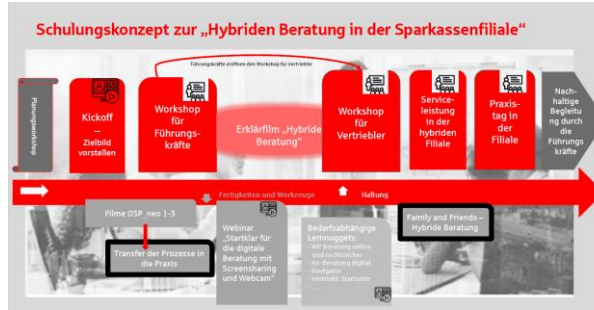 Schulungskonzept zur „Hybriden Beratung in der Sparkassenfiliale“
Führungskräfte eröffnen den Workshop für Vertriebler
Planungsworkshop
Kickoff
–
Zielbild
vorstellen
Workshop
für
Führungs-
kräfte
Erklärfilm „Hybride
Beratung“
Workshop
für
Vertriebler
Service-
leistung
in der
hybriden
Filiale
Praxis-
tag in
der
Filiale
Nach-
haltige
Begleitu
ng durch
die
Führungs
kräfte
Fertigkeiten und Werkzeuge
Haltung
Filme OSP_neo 1-5
Transfer der Prozesse in
die Praxis
Webinar
„Startklar für
die digitale
Beratung mit
Screensharing
und Webcam“
Bedarfsabhängige
Lernnuggets:
- WP Beratung online
und rechtssicher
- AU-Beratung digital
- Navigator
- Vertriebl. Startseite
- ...
Family and Friends –
Hybride Beratung